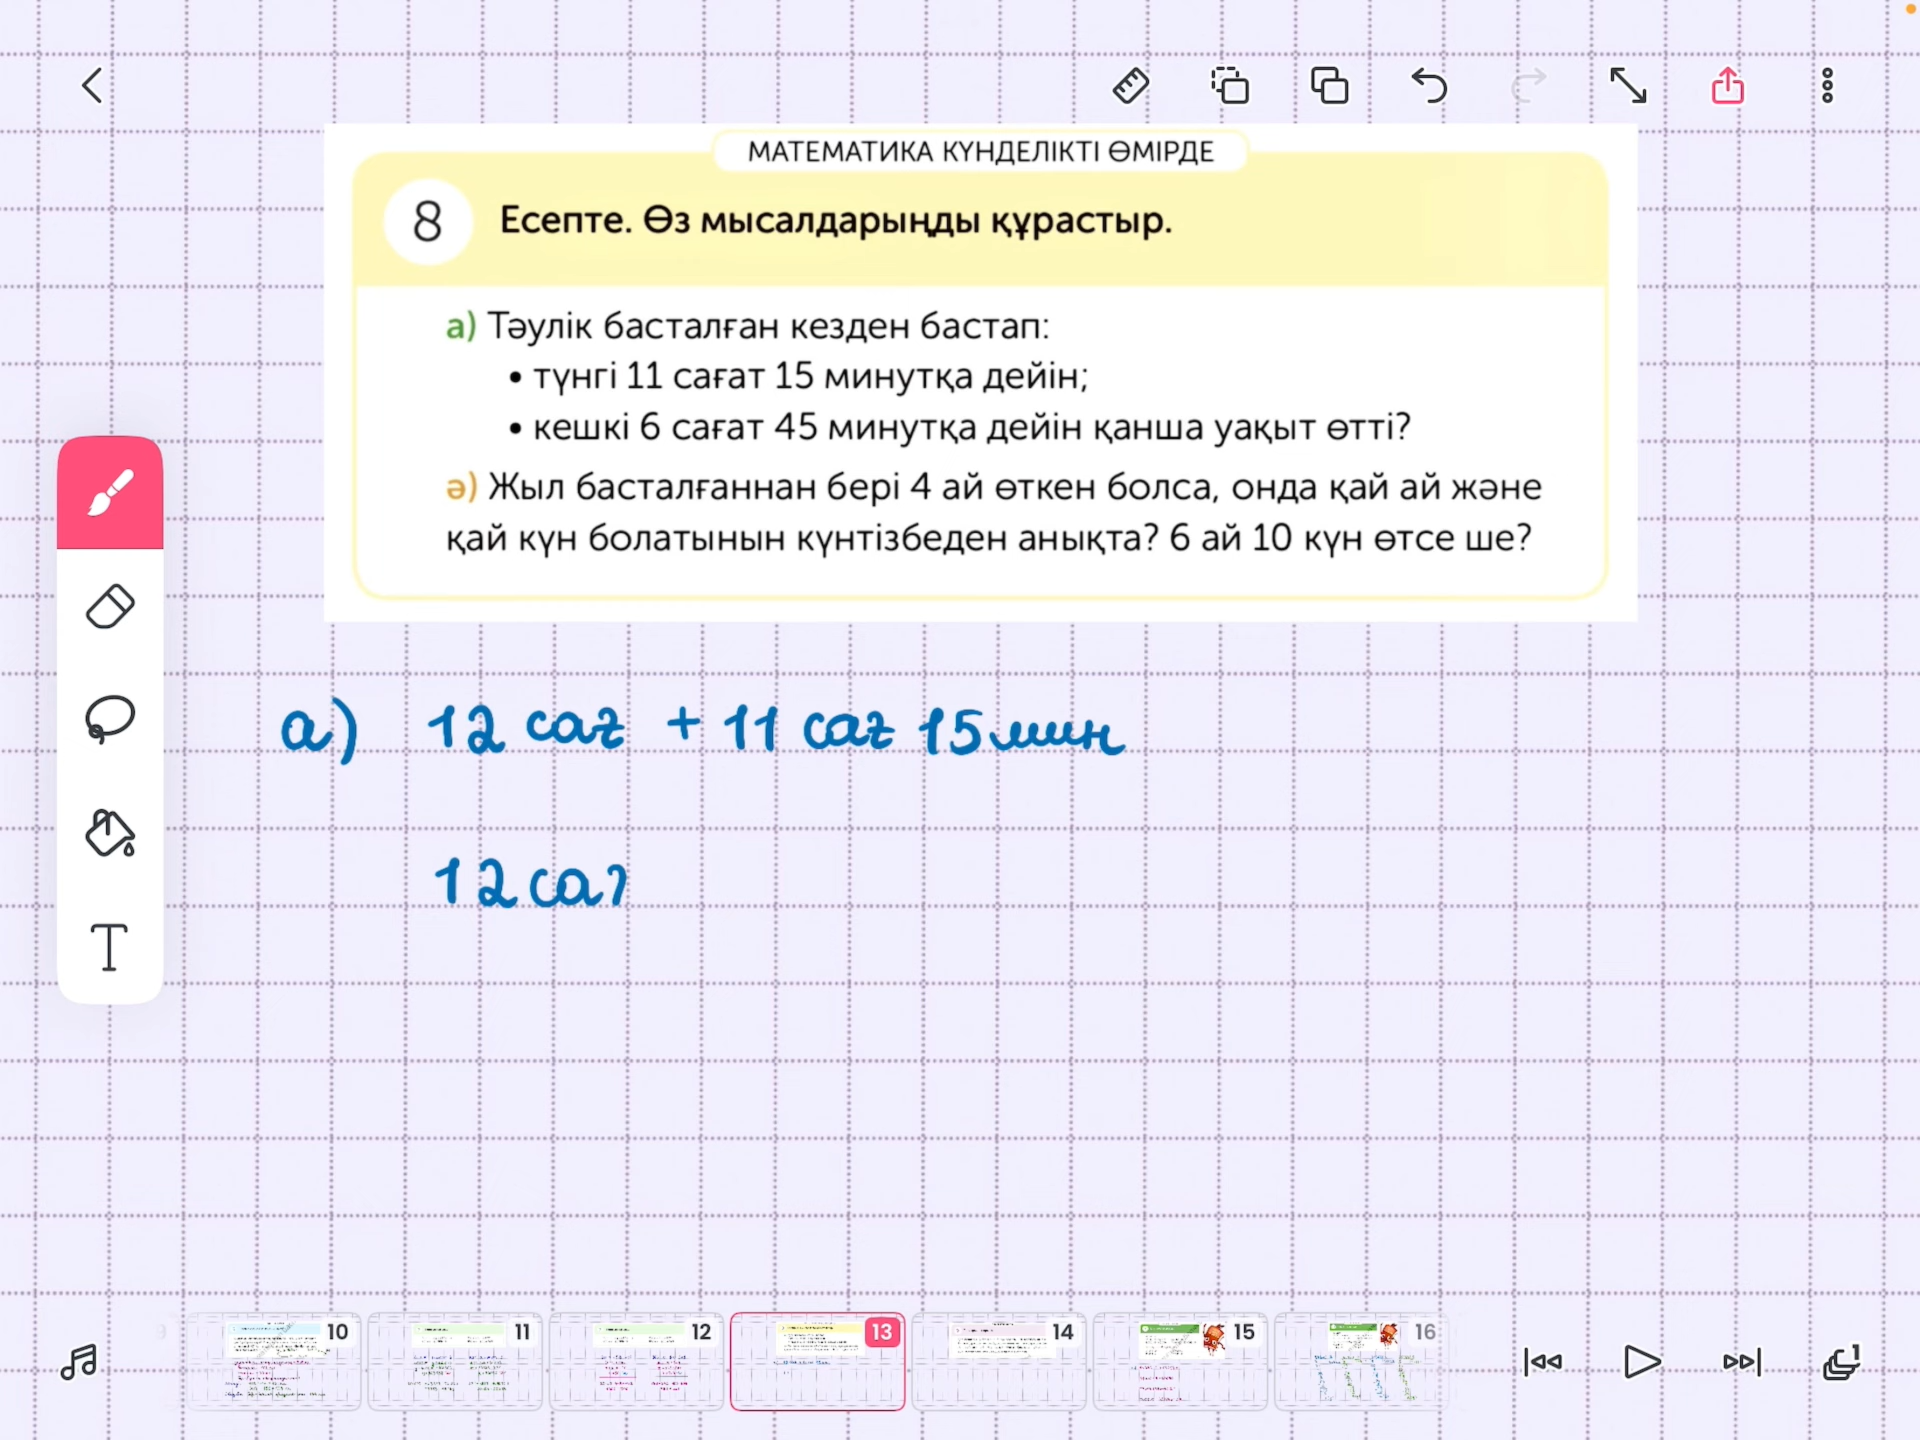 МАТЕМАТИКА КҮНДЕЛІКТІ ӨМІРДЕ
8 Есепте. Өз мысалдарыңды құрастыр.
а) Тәулік басталған кезден бастап:
• түнгі 11 сағат 15 минутқа дейін;
• кешкі 6 сағат 45 минутқа дейін қанша уақыт өтті?
ә) Жыл басталғаннан бері 4 ай өткен болса, онда қай ай және
қай күн болатынын күнтізбеден анықта? 6 ай 10 күн өтсе ше?
а) 12 сағ + 11 сағ 15 мин
12 саг
T
10 11 12 13 14 15 16
1